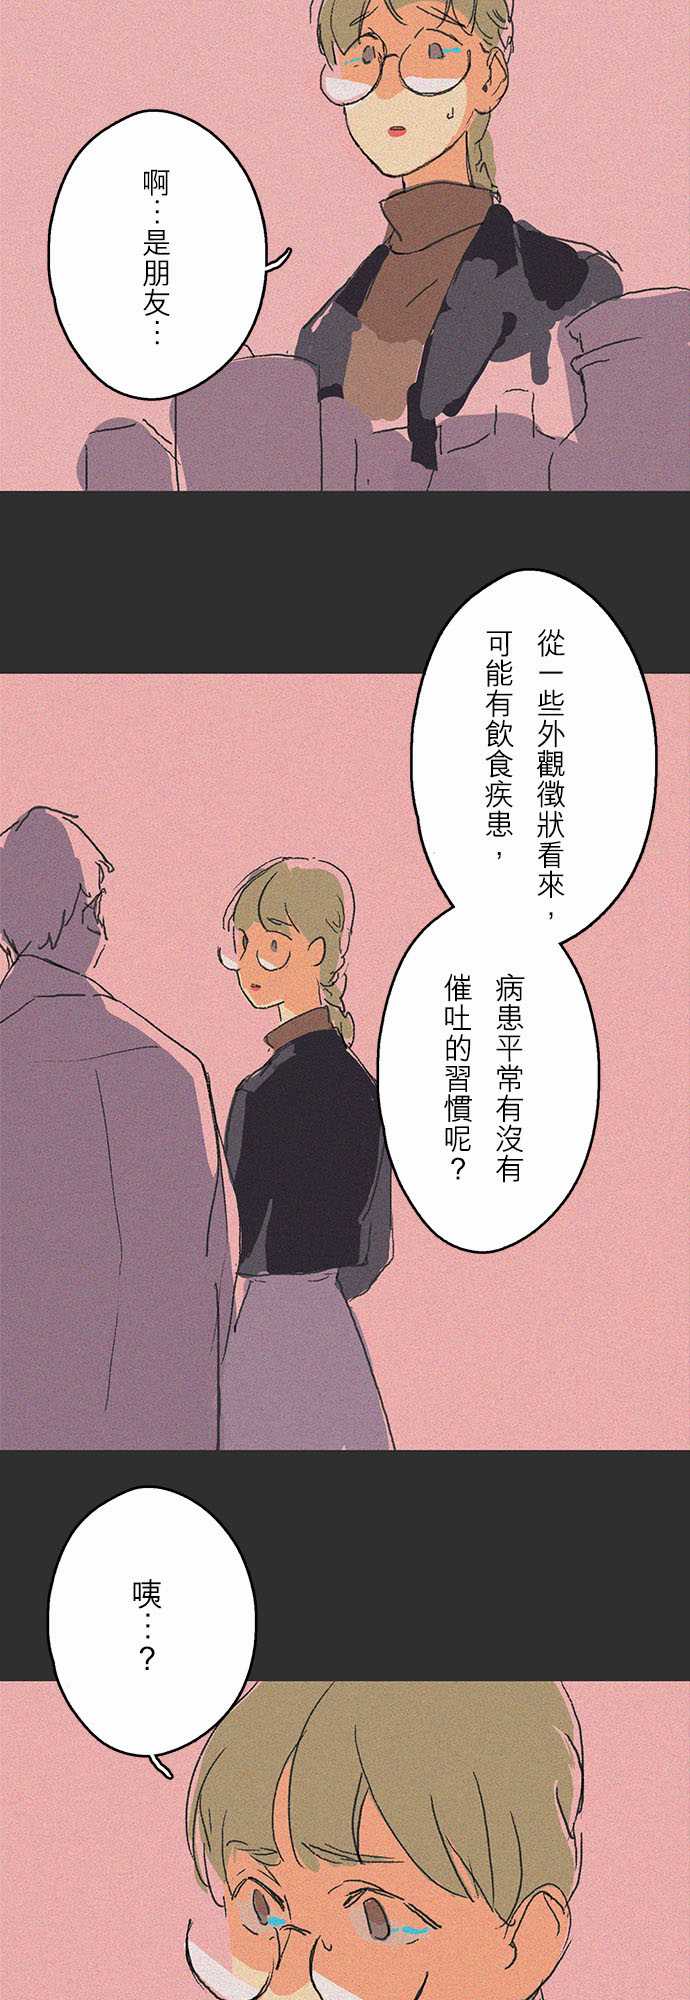 啊…是朋友…
從一些外觀徵狀看來，
可能有飲食疾患，
病患平常有沒有
催吐的習慣呢？
咦…？